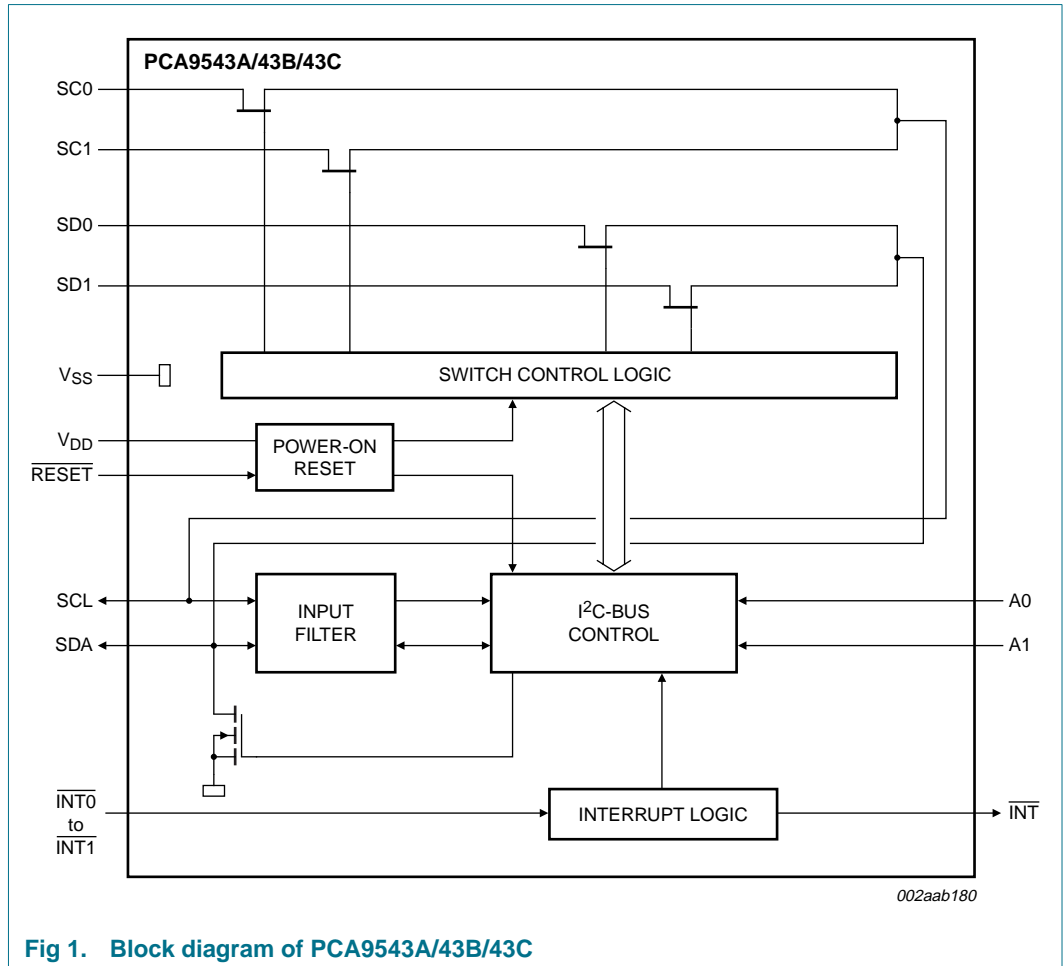 PCA9543A/43B/43C
SC0
SC1
SD0
SD1
SWITCH CONTROL LOGIC
VSS
VDD
POWER-ON
RESET
RESET
SCL
SDA
INPUT
FILTER
I2C-BUS
CONTROL
A0
A1
INT0
to
INT1
INTERRUPT LOGIC
INT
002aab180
Fig 1. Block diagram of PCA9543A/43B/43C